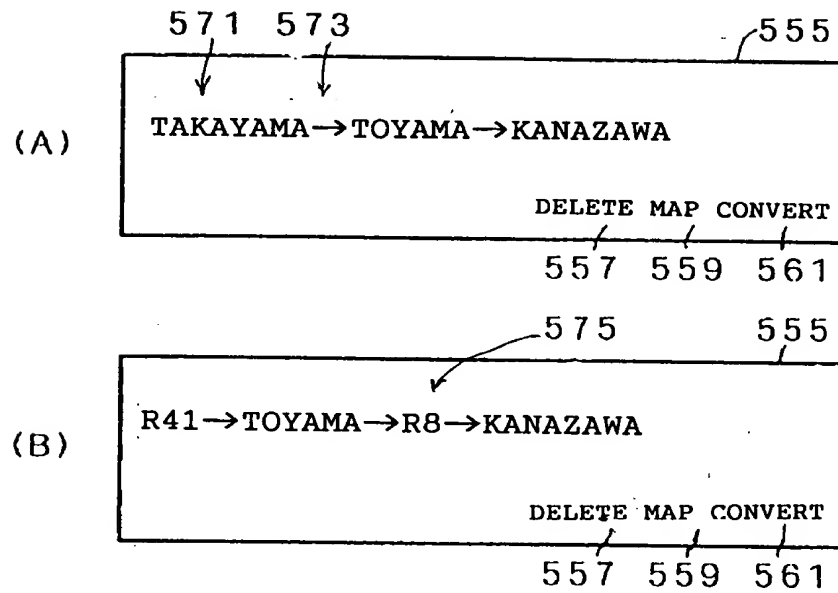 571 573 555
(A)
TAKAYAMA→TOYAMA→KANAZAWA
DELETE MAP CONVERT
557 559 561
575 555
(B)
R41→TOYAMA→R8→KANAZAWA
DELETE MAP CONVERT
557 559 561